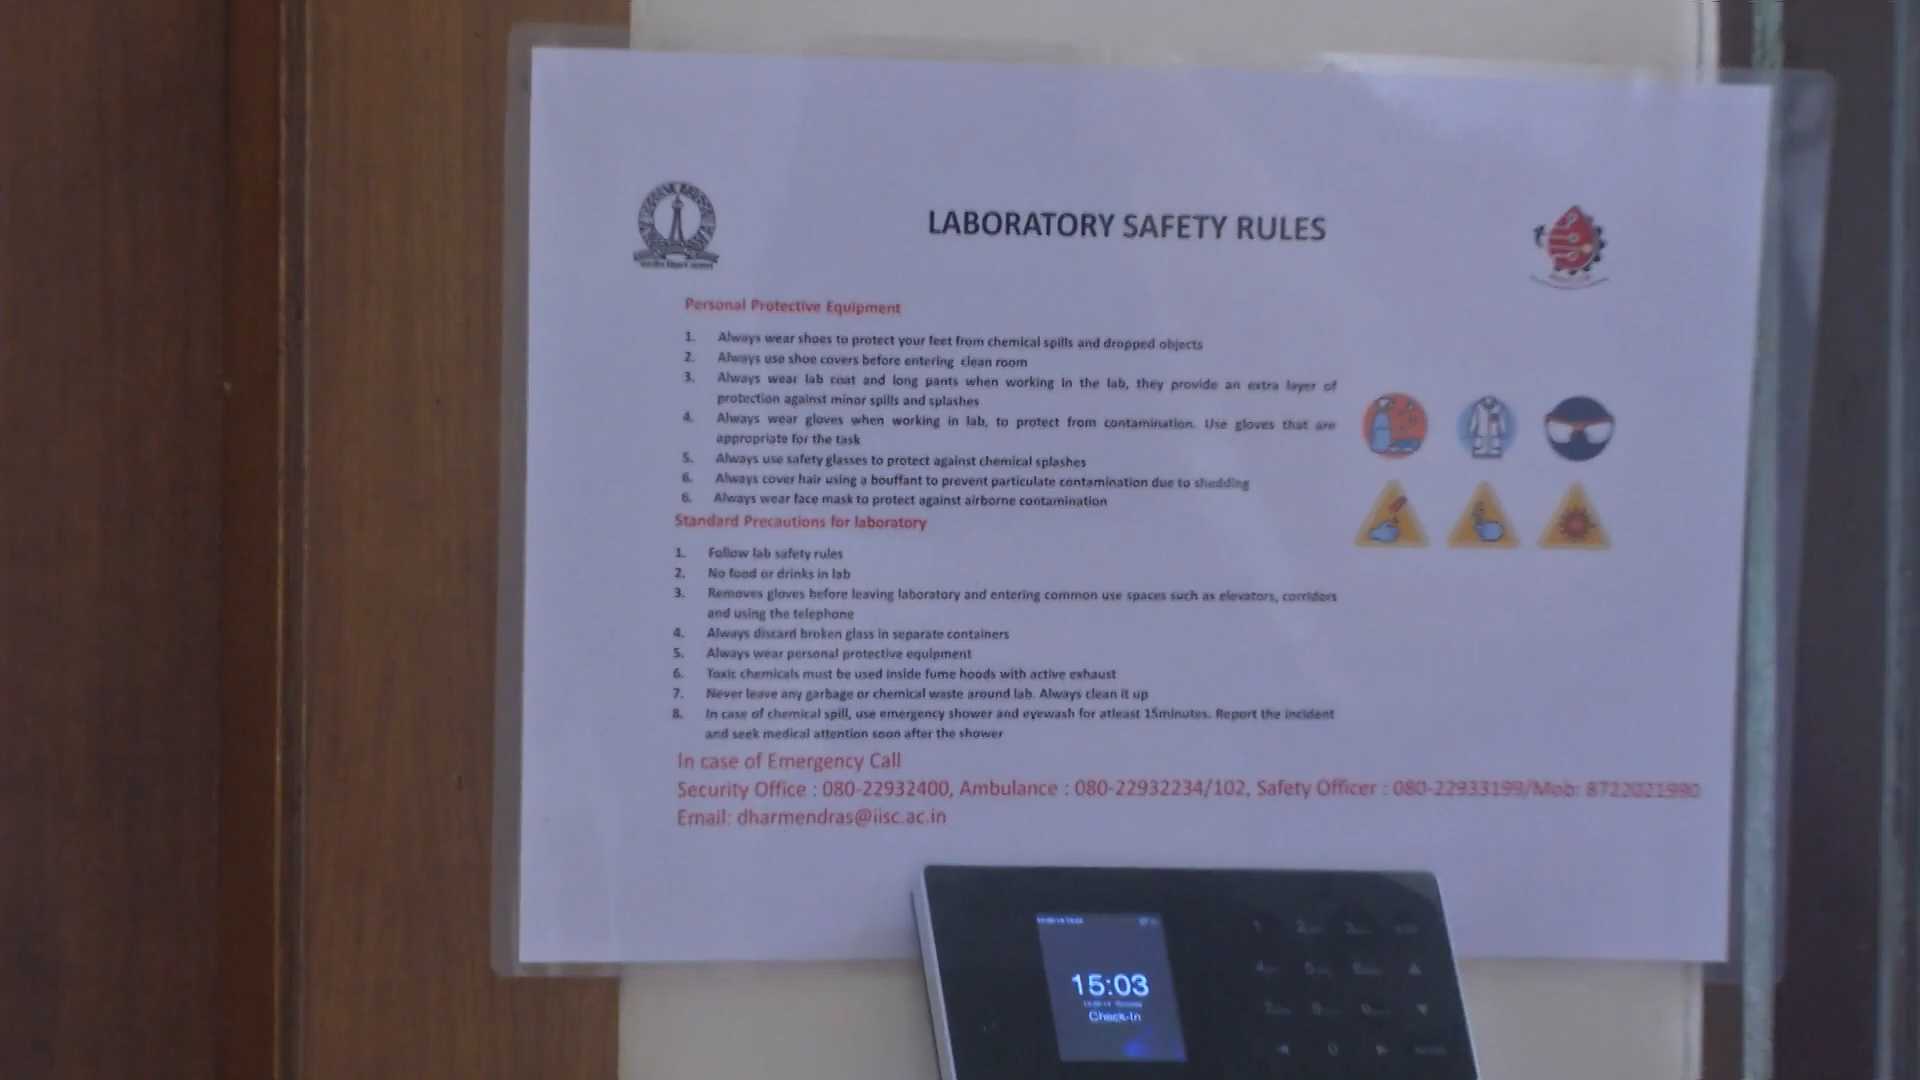 LABORATORY SAFETY RULES
Personal Protective Equipment
1. Always wear shoes to protect your feet from chemical spills and dropped objects
2. Always use shoe covers before entering clean room
3. Always wear lab coat and long pants when working in the lab, they provide an extra layer of
protection against minor spills and splashes
4. Always wear gloves when working in lab, to protect from contamination. Use gloves that are
appropriate for the task
5. Always use safety glasses to protect against chemical splashes
6. Always cover hair using a bouffant to prevent particulate contamination due to shedding
6. Always wear face mask to protect against airborne contamination
Standard Precautions for laboratory
1. Follow lab safety rules
2. No food or drinks in lab
3. Removes gloves before leaving laboratory and entering common use spaces such as elevators, corridors
and using the telephone
4. Always discard broken glass in separate containers
5. Always wear personal protective equipment
6. Toxic chemicals must be used inside fume hoods with active exhaust
7. Never leave any garbage or chemical waste around lab. Always clean it up
8. In case of chemical spill, use emergency shower and eyewash for atleast 15minutes. Report the incident
and seek medical attention soon after the shower
In case of Emergency Call
Security Office : 080-22932400, Ambulance : 080-22932234/102, Safety Officer : 080-22933199/Mob: 8722021990
Email: dharmendras@iisc.ac.in
15:03
Check-In
1 2 3
4 5 6
7 8 9
0